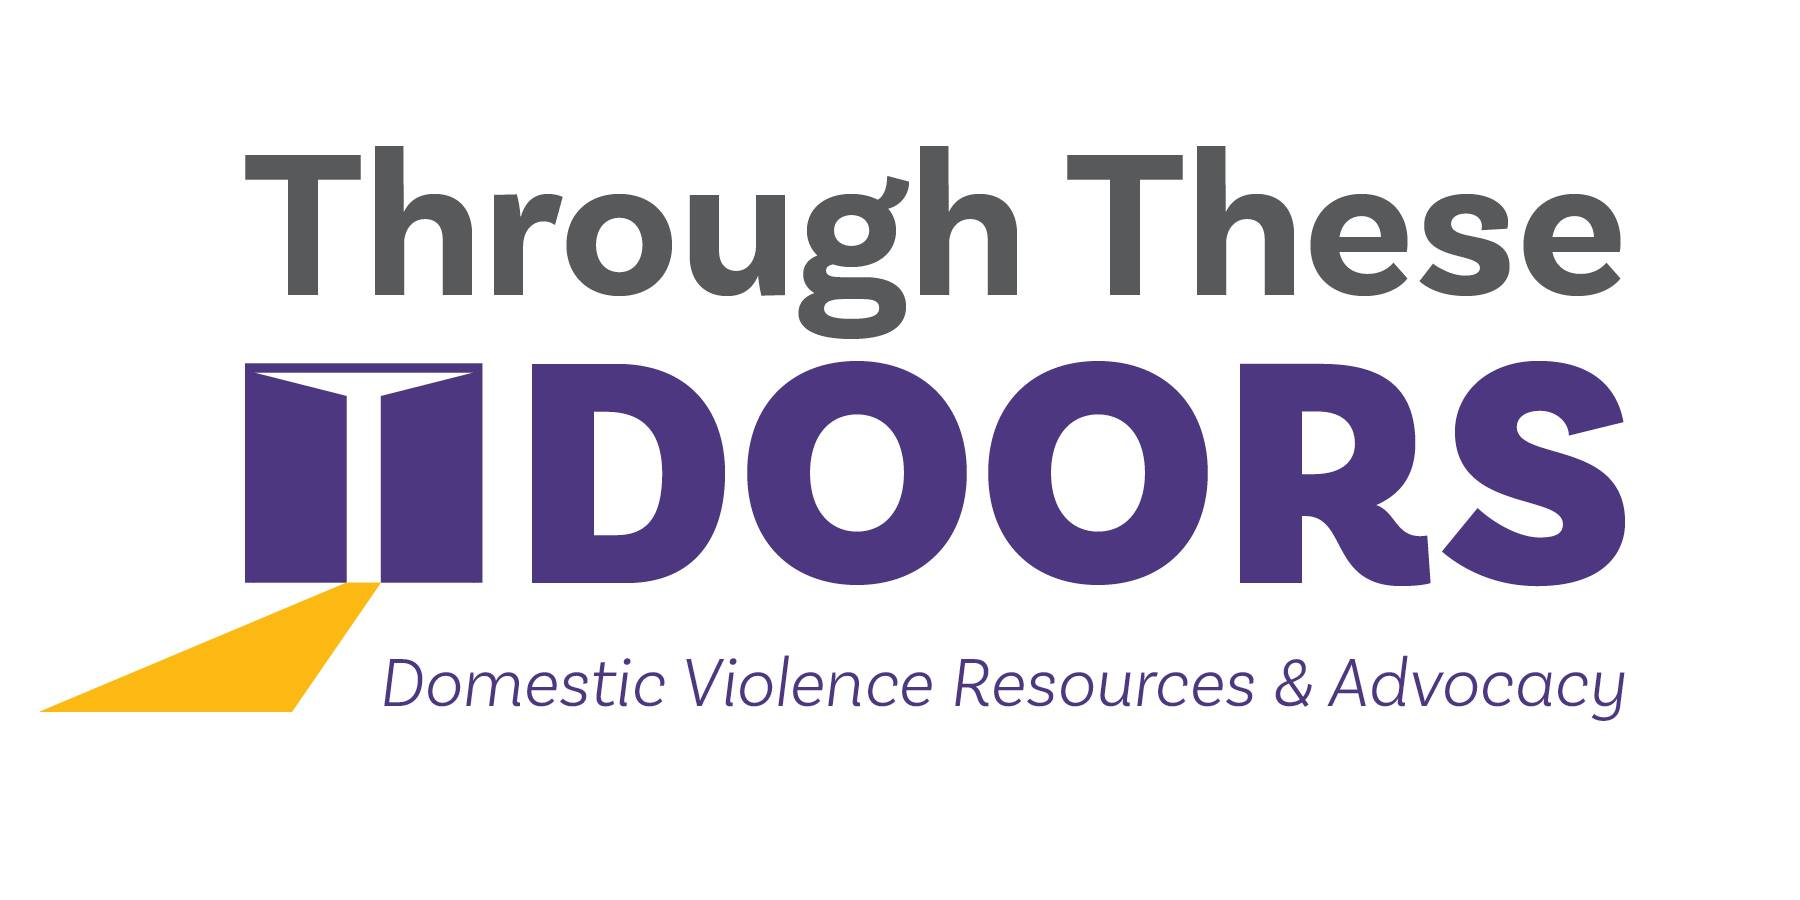 Through These
DOORS
Domestic Violence Resources & Advocacy